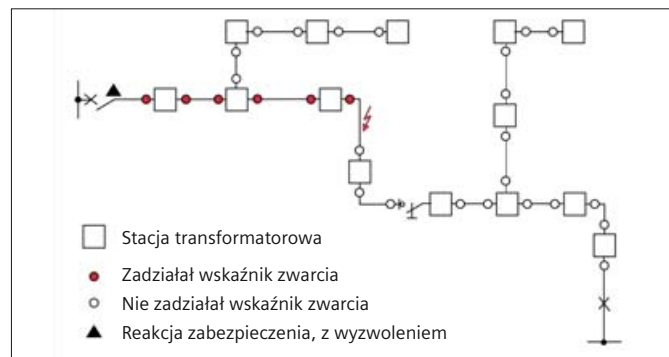 Stacja transformatorowa
Zadziałał wskaźnik zwarcia
Nie zadziałał wskaźnik zwarcia
Reakcja zabezpieczenia, z wyzwoleniem